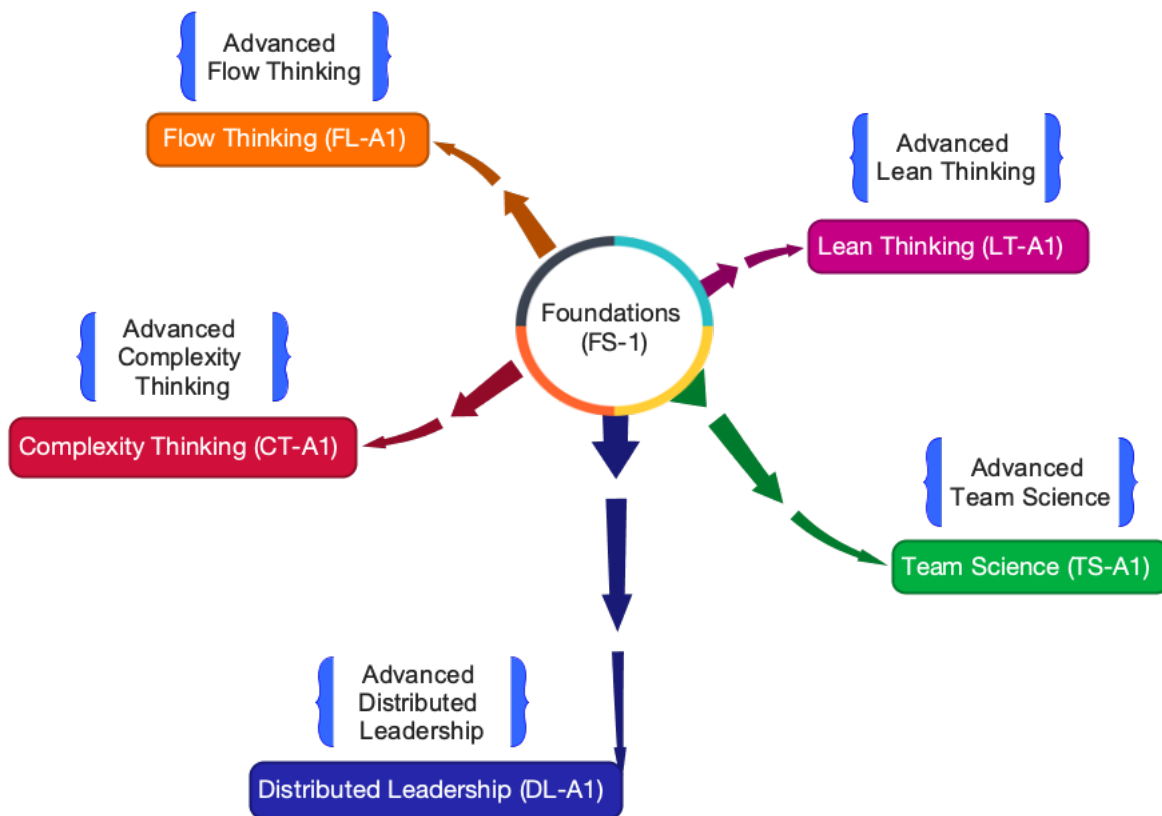 Advanced
Flow Thinking
Flow Thinking (FL-A1)
Advanced
Lean Thinking
Lean Thinking (LT-A1)
Foundations
(FS-1)
Advanced
Complexity
Thinking
Complexity Thinking (CT-A1)
Advanced
Team Science
Team Science (TS-A1)
Advanced
Distributed
Leadership
Distributed Leadership (DL-A1)